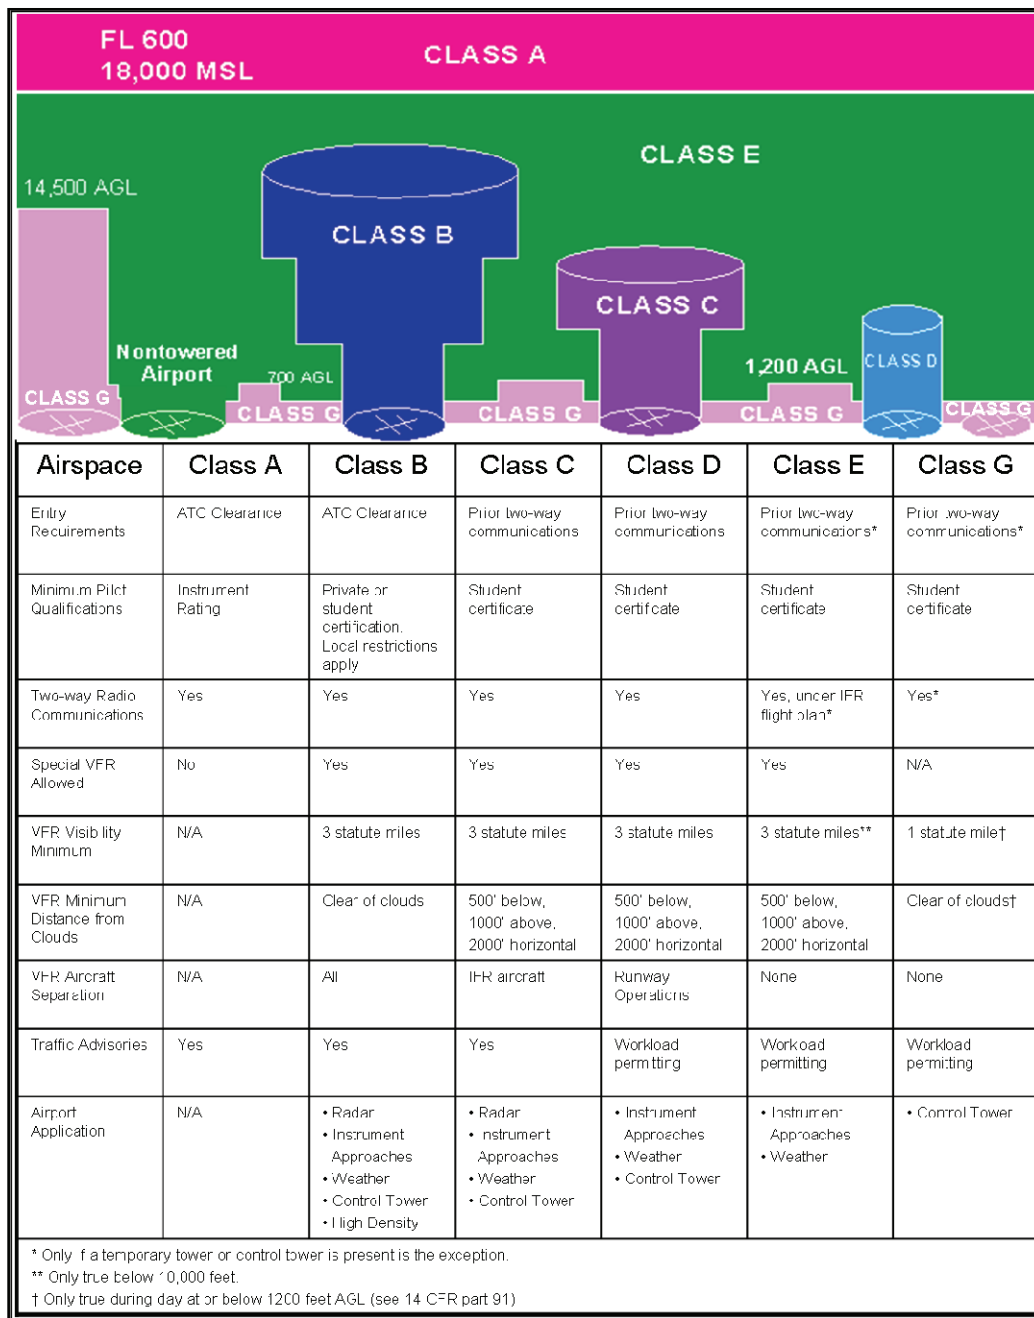 FL 600
18,000 MSL
CLASS A
CLASS E
14,500 AGL
CLASS B
CLASS C
Nontowered
Airport
700 AGL
1,200 AGL
CLASS D
CLASS G
CLASS G
CLASS G
CLASS G
CLASS G
Airspace Class A Class B Class C Class D Class E Class G
Entry Requirements ATC Clearance ATC Clearance Prior two-way communications Prior two-way communications Prior two-way communications* Prior two-way communications*
Minimum Pilot Qualifications Instrument Rating Private or student certification. Local restrictions apply Student certificate Student certificate Student certificate Student certificate
Two-way Radio Communications Yes Yes Yes Yes Yes, under IFR flight plan* Yes*
Special VFR Allowed No Yes Yes Yes Yes N/A
VFR Visibility Minimum N/A 3 statute miles 3 statute miles 3 statute miles 3 statute miles** 1 statute mile†
VFR Minimum Distance from Clouds N/A Clear of clouds 500' below, 1000' above, 2000' horizontal 500' below, 1000' above, 2000' horizontal 500' below, 1000' above, 2000' horizontal Clear of clouds†
VFR Aircraft Separation N/A All IFR aircraft Runway Operations None None
Traffic Advisories Yes Yes Yes Workload permitting Workload permitting Workload permitting
Airport Application N/A • Radar • Instrument Approaches • Weather • Control Tower • High Density • Radar • Instrument Approaches • Weather • Control Tower • Instrument Approaches • Weather • Control Tower • Instrument Approaches • Weather • Control Tower
* Only if a temporary tower or control tower is present is the exception.
** Only true below 10,000 feet.
† Only true during day at or below 1200 feet AGL (see 14 CFR part 91)